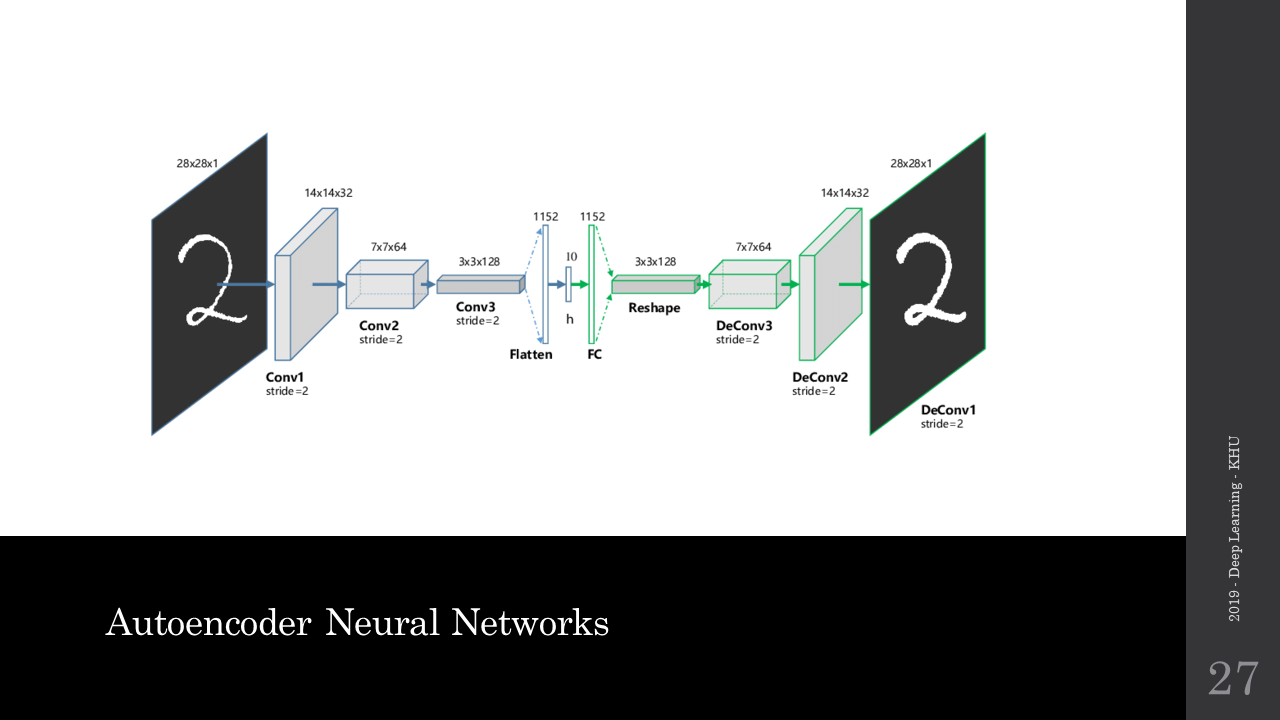 28x28x1
14x14x32
7x7x64
3x3x128
1152
10
1152
3x3x128
7x7x64
14x14x32
28x28x1
2
2
h
Conv1
stride=2
Conv2
stride=2
Conv3
stride=2
Flatten
FC
Reshape
DeConv3
stride=2
DeConv2
stride=2
DeConv1
stride=2
Autoencoder Neural Networks
2019 - Deep Learning - KHU
27